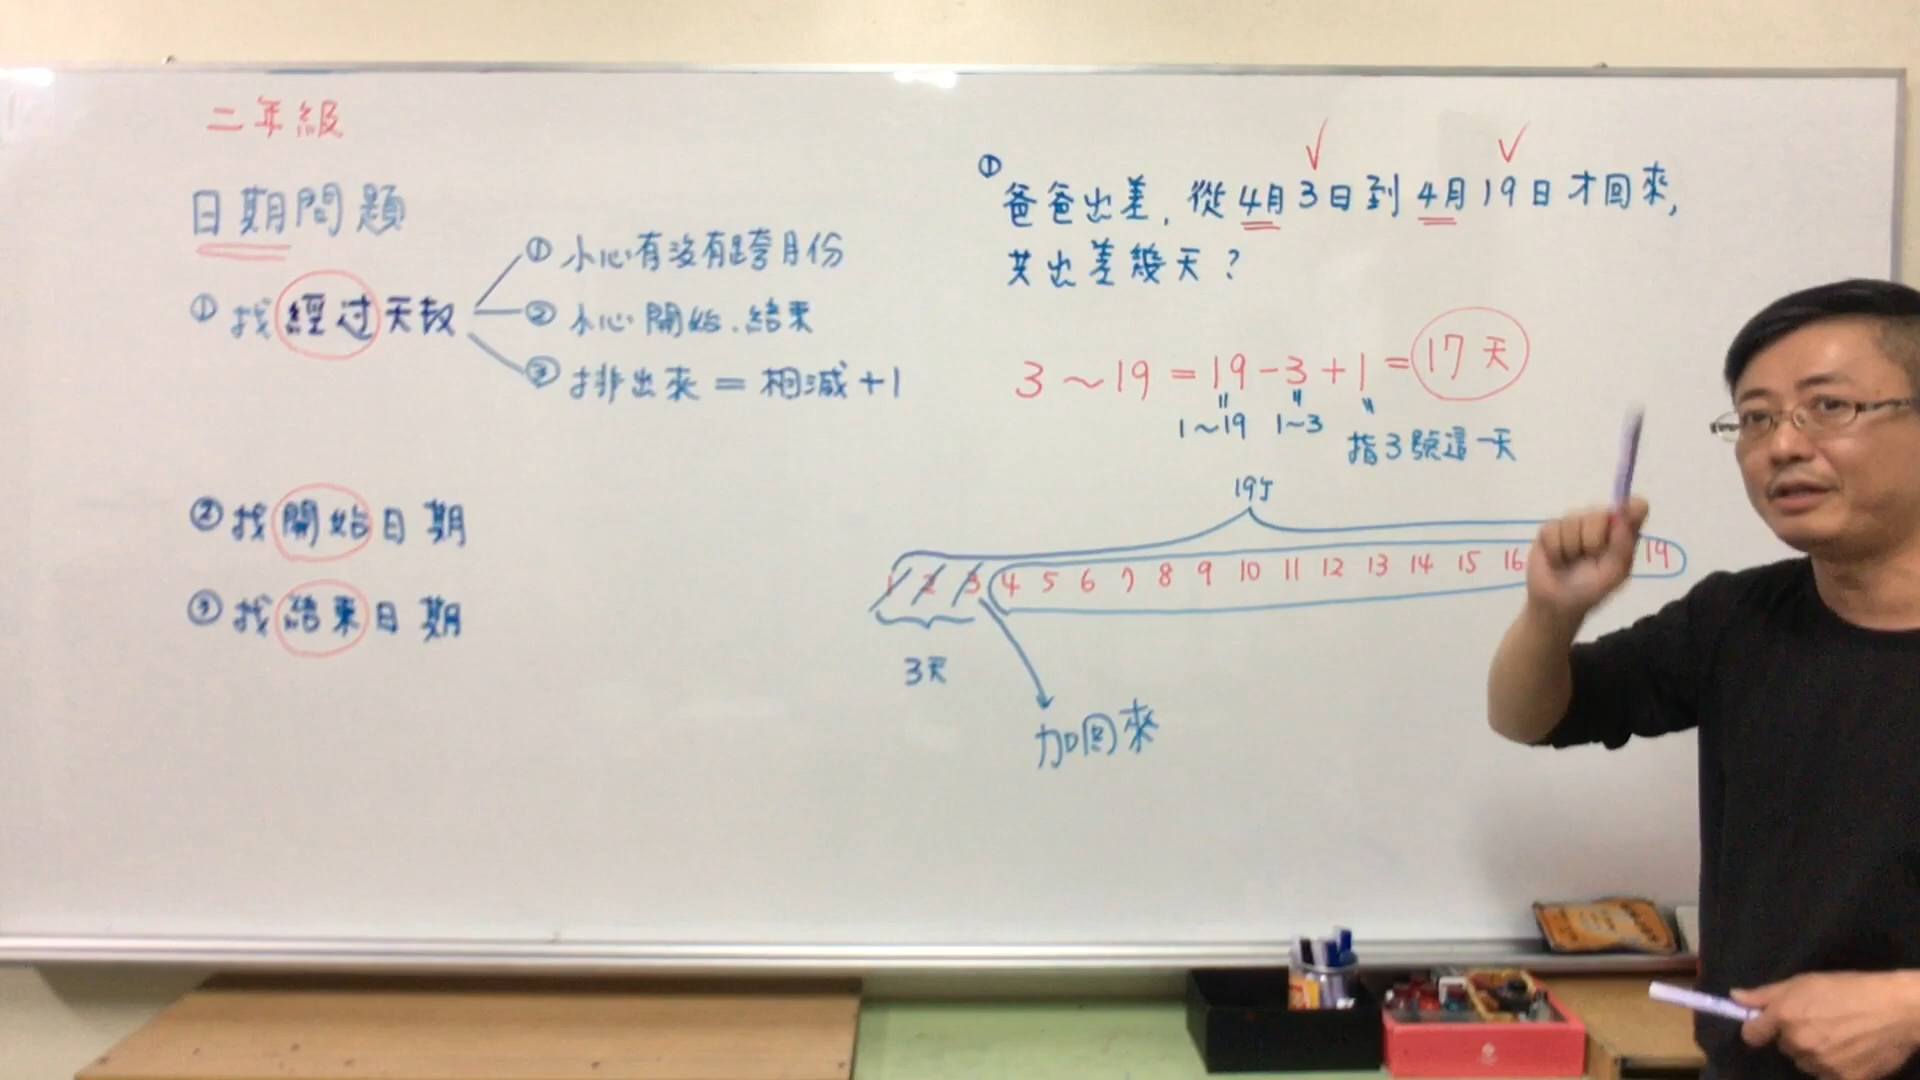 二年級
日期問題
① 找經过天数
① 小心有沒有跨月份
② 小心開始.結束
③ 排出來 = 相減 +1
② 找開始日期
③ 找結束日期
① 爸爸出差, 從4月3日到4月19日才回來,
共出差幾天?
3~19 = 19-3+1 = 17天
1~19 1~3 指3號這一天
19天
1 2 3 4 5 6 7 8 9 10 11 12 13 14 15 16 19
3天
加回來